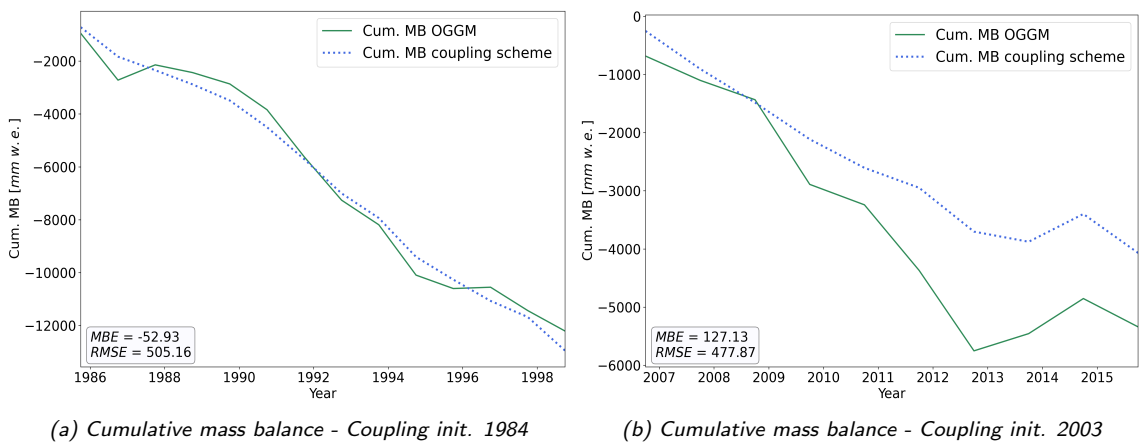 Cum. MB OGGM
Cum. MB coupling scheme
−2000
−4000
−6000
−8000
−10000
−12000
Cum. MB [mm w.e.]
MBE = -52.93
RMSE = 505.16
1986 1988 1990 1992 1994 1996 1998
Year
(a) Cumulative mass balance - Coupling init. 1984
Cum. MB OGGM
Cum. MB coupling scheme
0
−1000
−2000
−3000
−4000
−5000
−6000
Cum. MB [mm w.e.]
MBE = 127.13
RMSE = 477.87
2007 2008 2009 2010 2011 2012 2013 2014 2015
Year
(b) Cumulative mass balance - Coupling init. 2003